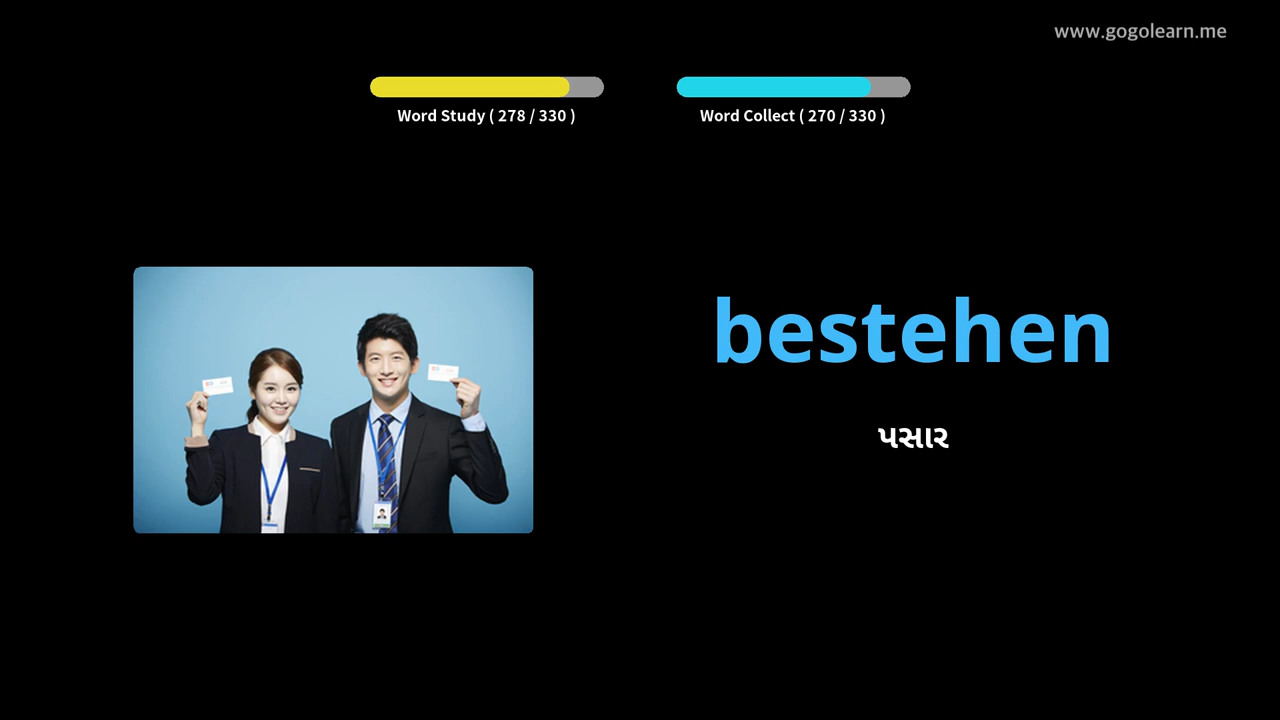 www.gogolearn.me
Word Study ( 278 / 330 )
Word Collect ( 270 / 330 )
bestehen
પસાર